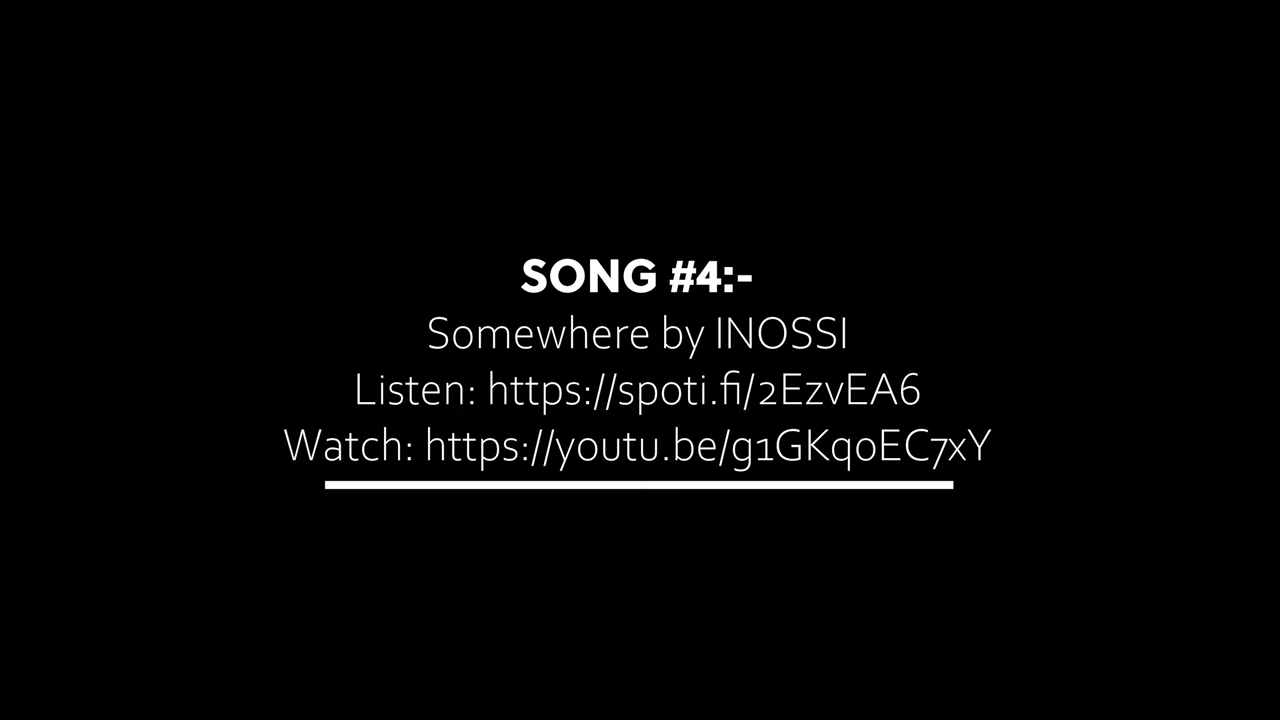 SONG #4:-
Somewhere by INOSSI
Listen: https://spoti.fi/2EzvEA6
Watch: https://youtu.be/g1GKq0EC7xY